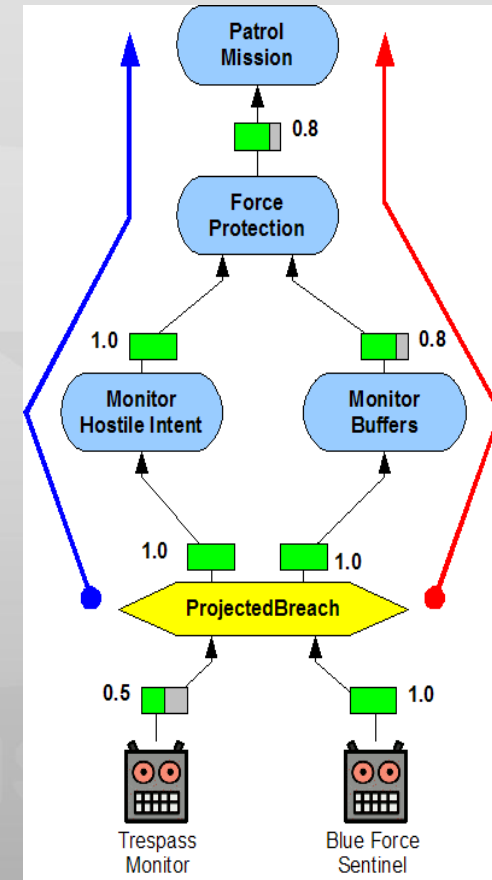 Patrol
Mission
0.8
Force
Protection
1.0
0.8
Monitor
Hostile Intent
Monitor
Buffers
1.0
1.0
ProjectedBreach
0.5
1.0
Trespass
Monitor
Blue Force
Sentinel